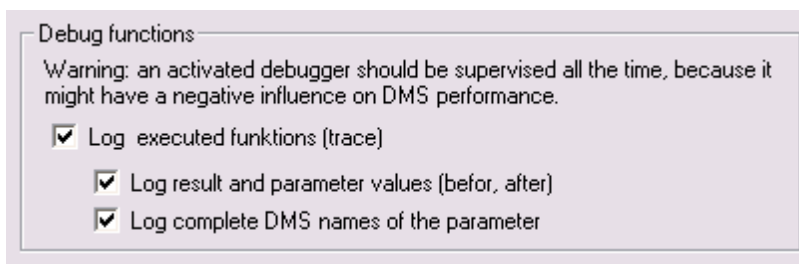 Debug functions
Warning: an activated debugger should be supervised all the time, because it
might have a negative influence on DMS performance.
Log executed funktions (trace)
Log result and parameter values (befor, after)
Log complete DMS names of the parameter